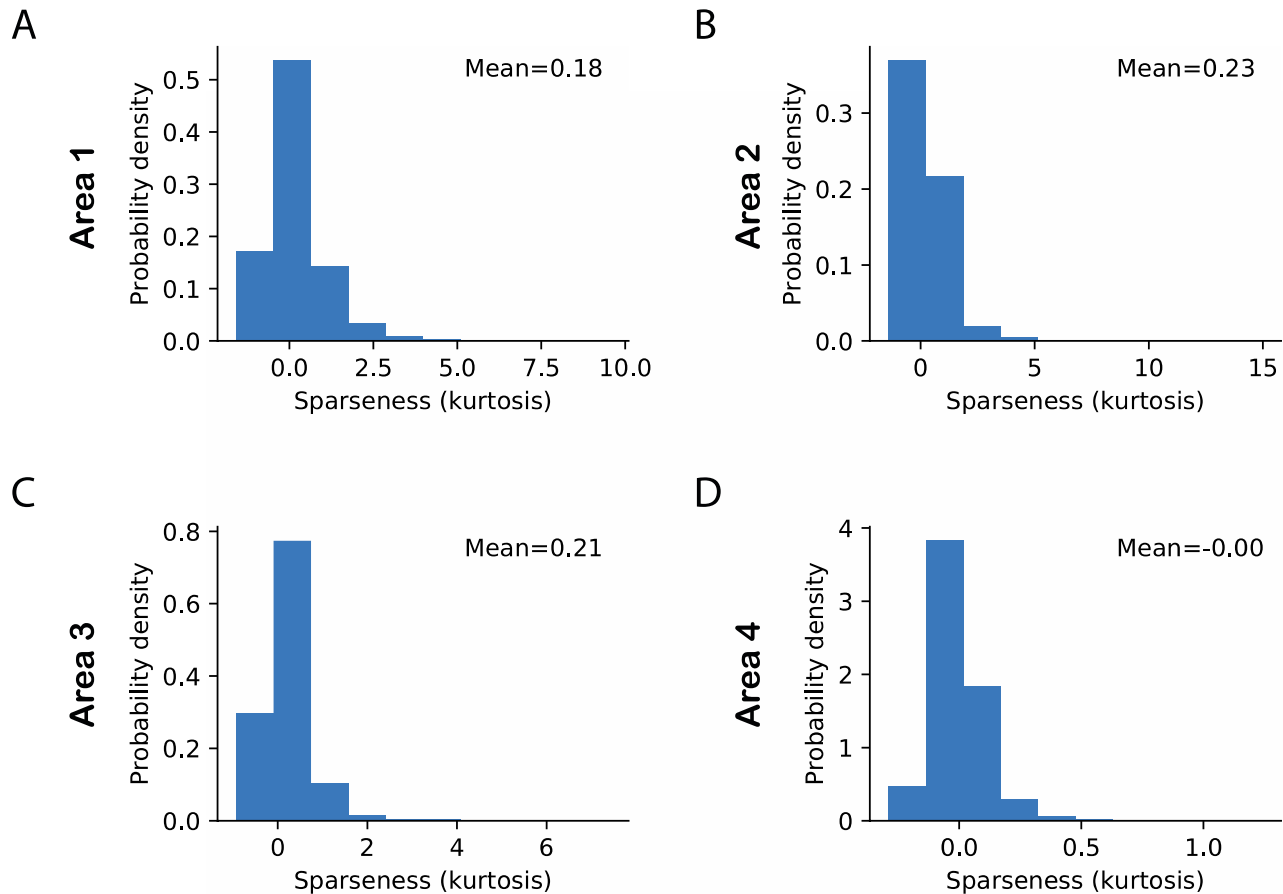 A
Mean=0.18
0.5
0.4
0.3
0.2
0.1
0.0
Probability density
Area 1
0.0 2.5 5.0 7.5 10.0
Sparseness (kurtosis)
B
Mean=0.23
0.3
0.2
0.1
0.0
Probability density
Area 2
0 5 10 15
Sparseness (kurtosis)
C
Mean=0.21
0.8
0.6
0.4
0.2
0.0
Probability density
Area 3
0 2 4 6
Sparseness (kurtosis)
D
Mean=-0.00
4
3
2
1
0
Probability density
Area 4
0.0 0.5 1.0
Sparseness (kurtosis)